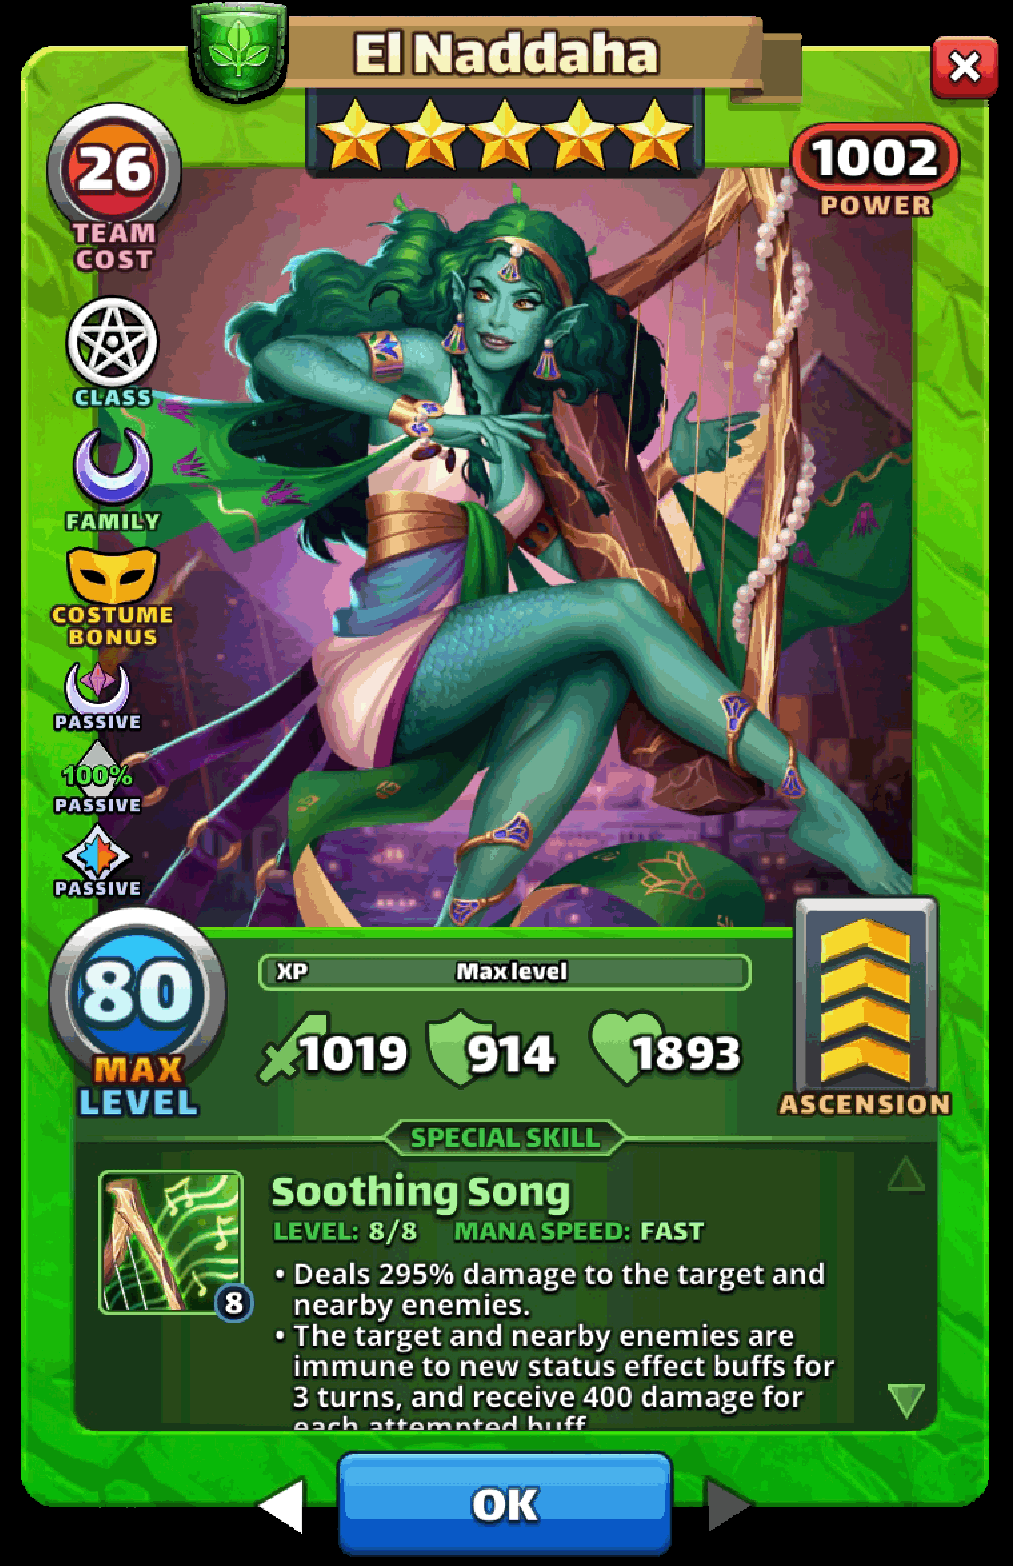 El Naddaha
26
TEAM
COST
1002
POWER
CLASS
FAMILY
COSTUME
BONUS
PASSIVE
100%
PASSIVE
PASSIVE
80
MAX
LEVEL
XP Max level
1019 914 1893
ASCENSION
SPECIAL SKILL
Soothing Song
LEVEL: 8/8 MANA SPEED: FAST
8
• Deals 295% damage to the target and
nearby enemies.
• The target and nearby enemies are
immune to new status effect buffs for
3 turns, and receive 400 damage for
each attempted buff
OK